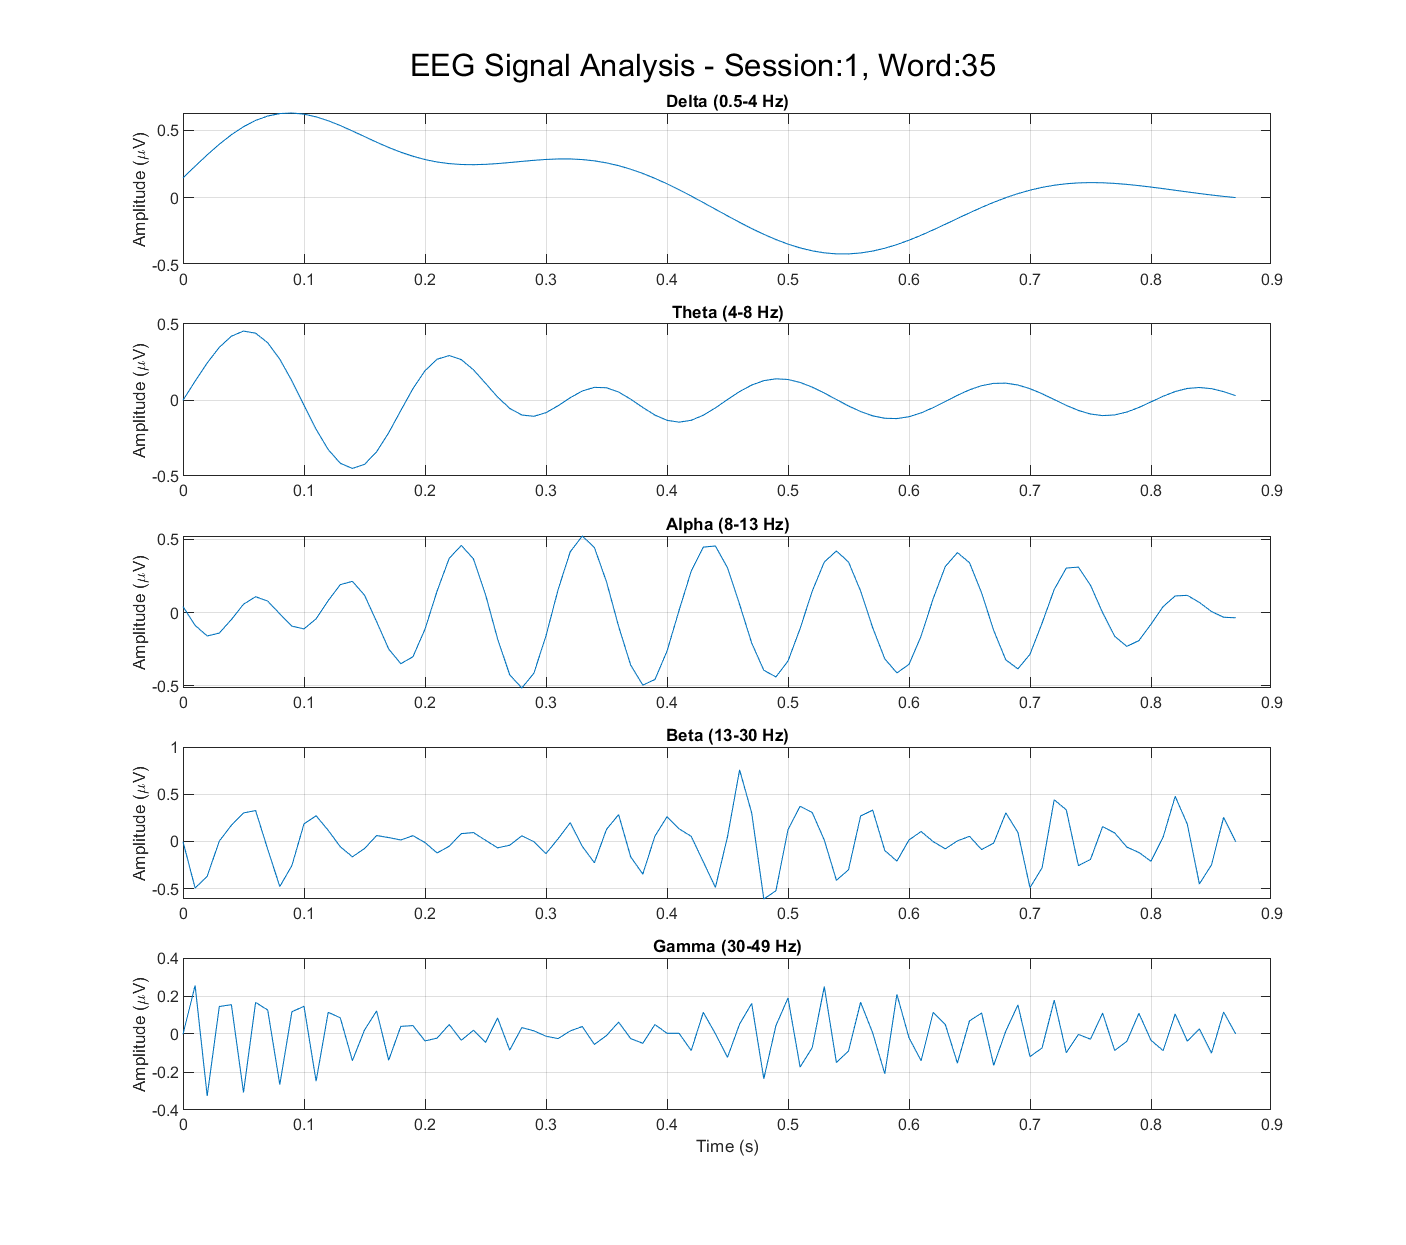 EEG Signal Analysis - Session:1, Word:35
Delta (0.5-4 Hz)
Amplitude (μV)
0.5
0
-0.5
0 0.1 0.2 0.3 0.4 0.5 0.6 0.7 0.8 0.9
Theta (4-8 Hz)
Amplitude (μV)
0.5
0
-0.5
0 0.1 0.2 0.3 0.4 0.5 0.6 0.7 0.8 0.9
Alpha (8-13 Hz)
Amplitude (μV)
0.5
0
-0.5
0 0.1 0.2 0.3 0.4 0.5 0.6 0.7 0.8 0.9
Beta (13-30 Hz)
Amplitude (μV)
1
0.5
0
-0.5
0 0.1 0.2 0.3 0.4 0.5 0.6 0.7 0.8 0.9
Gamma (30-49 Hz)
Amplitude (μV)
0.4
0.2
0
-0.2
-0.4
0 0.1 0.2 0.3 0.4 0.5 0.6 0.7 0.8 0.9
Time (s)